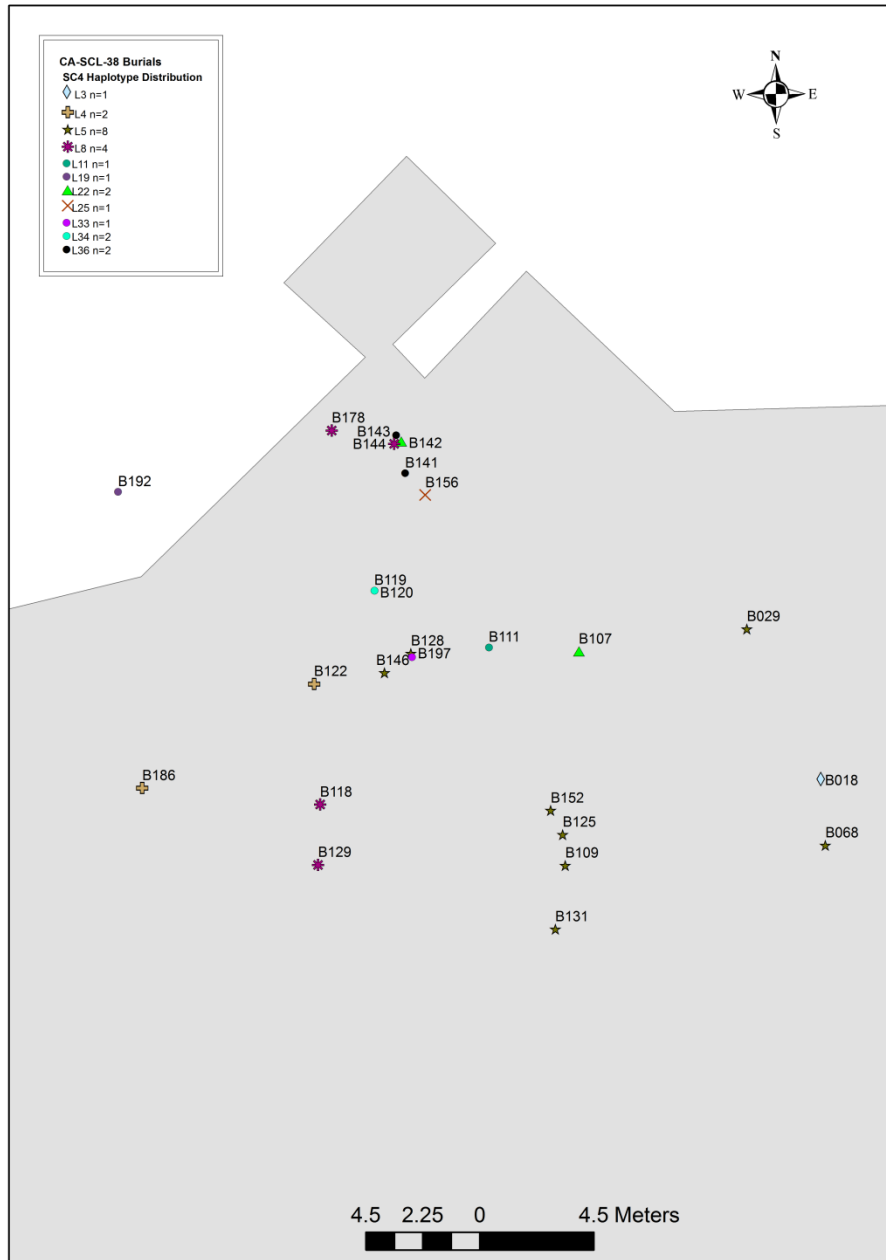 CA-SCL-38 Burials
SC4 Haplotype Distribution
L3 n=1
L4 n=2
L5 n=8
L8 n=4
L11 n=1
L19 n=1
L22 n=2
L25 n=1
L33 n=1
L34 n=2
L36 n=2
N
W E
S
B178
B143
B144 B142
B141
B156
B192
B119
B120
B029
B128
B111
B107
B197
B146
B122
B186
B018
B118
B152
B125
B068
B129
B109
B131
4.5 2.25 0 4.5 Meters